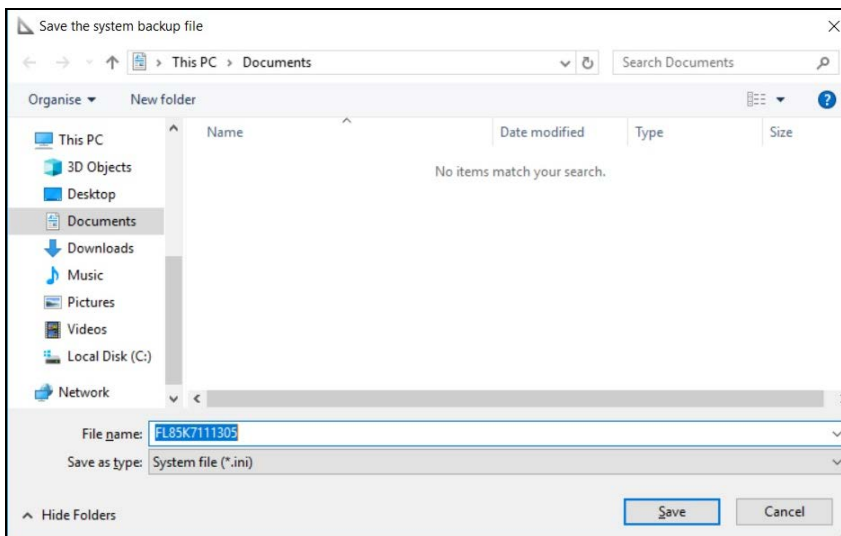 Save the system backup file
This PC > Documents
Search Documents
Organise
New folder
Name
Date modified
Type
Size
This PC
3D Objects
Desktop
Documents
Downloads
Music
Pictures
Videos
Local Disk (C:)
Network
No items match your search.
File name: FL85K7111305
Save as type: System file (*.ini)
Hide Folders
Save
Cancel